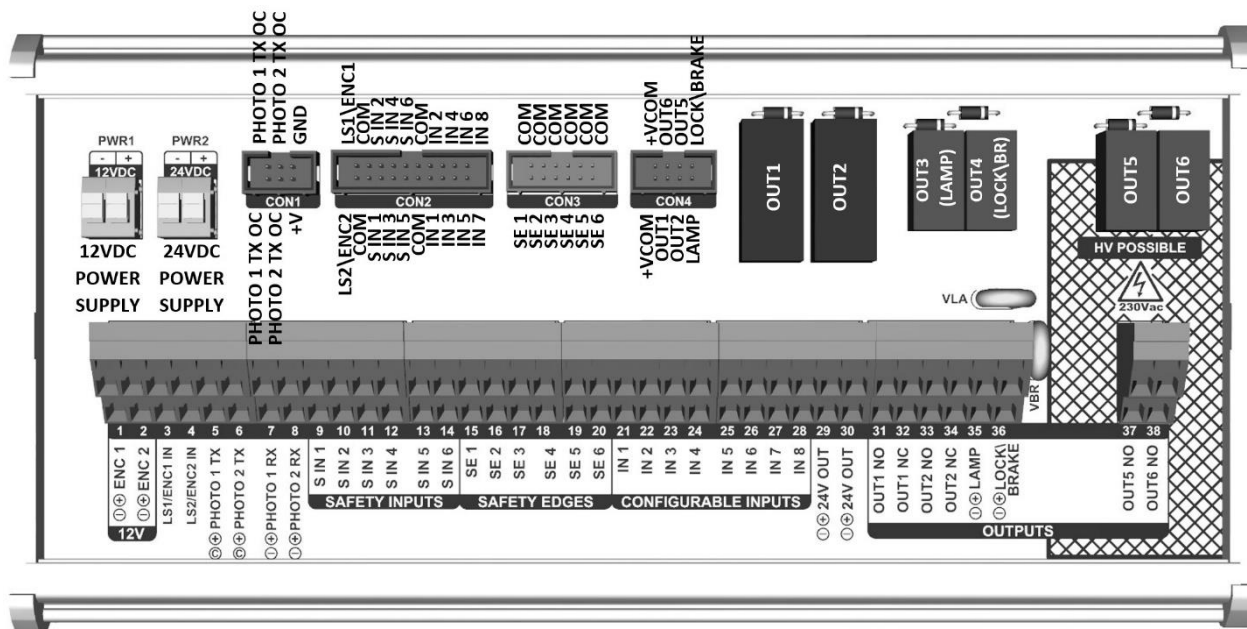 PHOTO 1 TX OC
PHOTO 2 TX OC
GND
LS1\ENC1
COM
S IN 2
S IN 4
S IN 6
COM
IN 2
IN 4
IN 6
IN 8
COM
COM
COM
COM
COM
COM
+VCOM
OUT6
OUT5
LOCK\BRAKE
PWR1
- +
12VDC
PWR2
- +
24VDC
CON1
CON2
CON3
CON4
OUT1
OUT2
OUT3
(LAMP)
OUT4
(LOCK\BR)
OUT5
OUT6
12VDC
POWER
SUPPLY
24VDC
POWER
SUPPLY
PHOTO 1 TX OC
PHOTO 2 TX OC
+V
LS2\ENC2
COM
S IN 1
S IN 3
S IN 5
COM
IN 1
IN 3
IN 5
IN 7
SE 1
SE 2
SE 3
SE 4
SE 5
SE 6
+VCOM
OUT1
OUT2
LAMP
HV POSSIBLE
230Vac
VLA
VBR
1 2 3 4 5 6 7 8 9 10 11 12 13 14 15 16 17 18 19 20 21 22 23 24 25 26 27 28 29 30 31 32 33 34 35 36 37 38
⊖⊕ ENC 1
⊖⊕ ENC 2
LS1/ENC1 IN
LS2/ENC2 IN
©⊕ PHOTO 1 TX
©⊕ PHOTO 2 TX
⊖⊕ PHOTO 1 RX
⊖⊕ PHOTO 2 RX
S IN 1
S IN 2
S IN 3
S IN 4
S IN 5
S IN 6
SE 1
SE 2
SE 3
SE 4
SE 5
SE 6
IN 1
IN 2
IN 3
IN 4
IN 5
IN 6
IN 7
IN 8
⊖⊕ 24V OUT
⊖⊕ 24V OUT
OUT1 NO
OUT1 NC
OUT2 NO
OUT2 NC
⊖⊕ LAMP
⊖⊕ LOCK\
BRAKE
OUT5 NO
OUT6 NO
12V
SAFETY INPUTS
SAFETY EDGES
CONFIGURABLE INPUTS
OUTPUTS